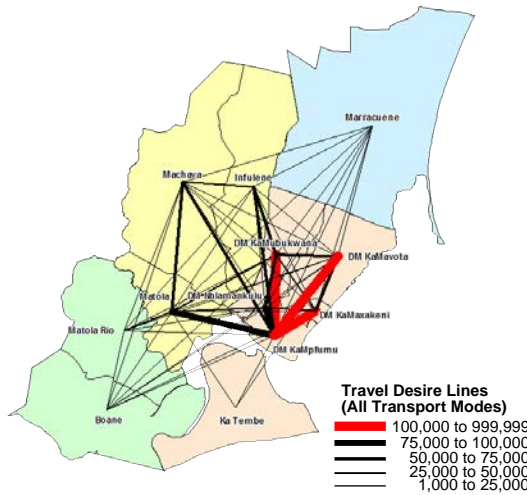 Marracuene
Machava
Infulene
DM KaMubukwana
DM KaMavota
Matola
DM Nhlamankulu
Matola Rio
DM KaMaxakeni
DM KaMpfumu
Boane
Ka Tembe
Travel Desire Lines
(All Transport Modes)
100,000 to 999,999
75,000 to 100,000
50,000 to 75,000
25,000 to 50,000
1,000 to 25,000